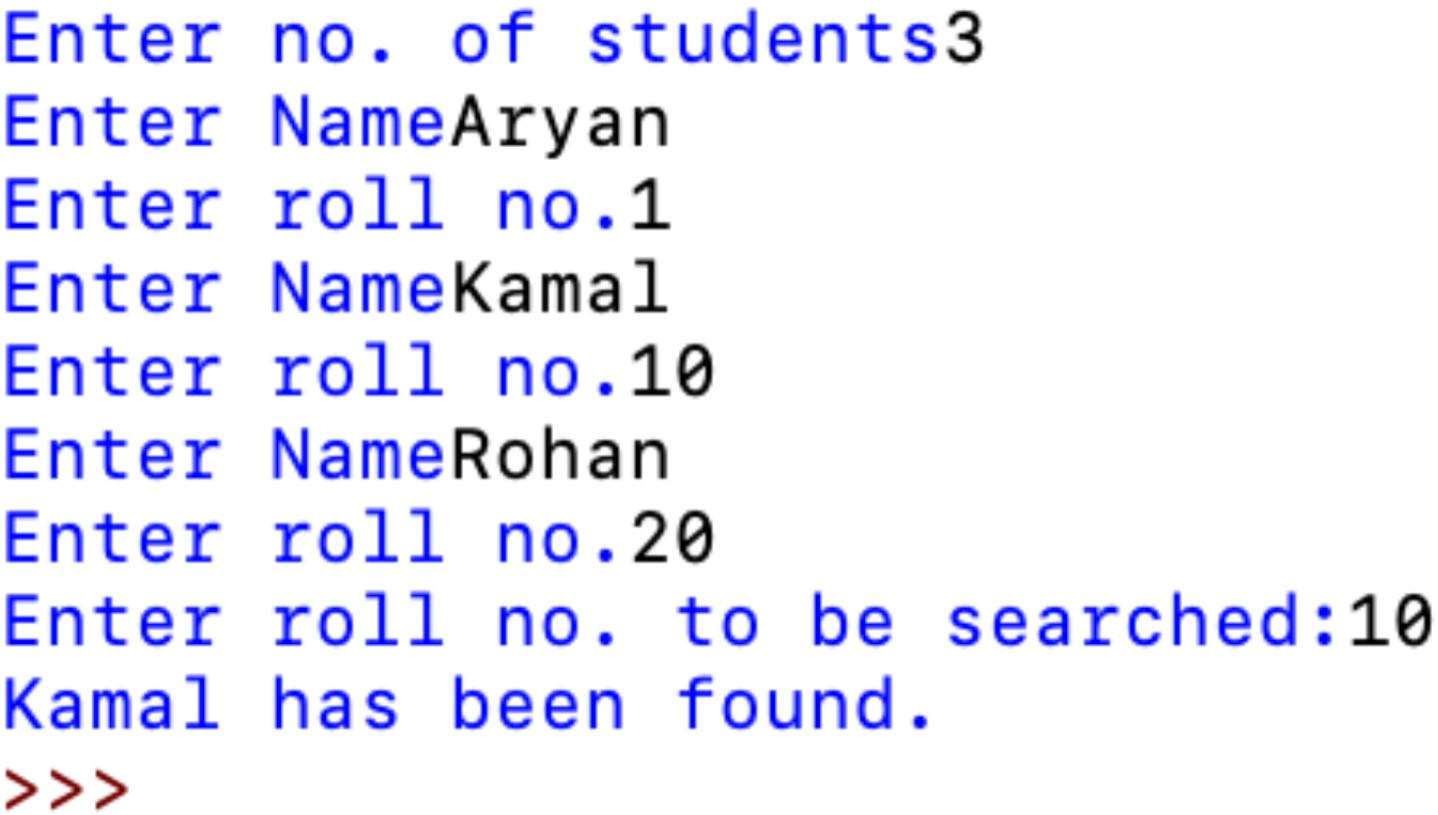 Enter no. of students3
Enter NameAryan
Enter roll no.1
Enter NameKamal
Enter roll no.10
Enter NameRohan
Enter roll no.20
Enter roll no. to be searched:10
Kamal has been found.
>>>